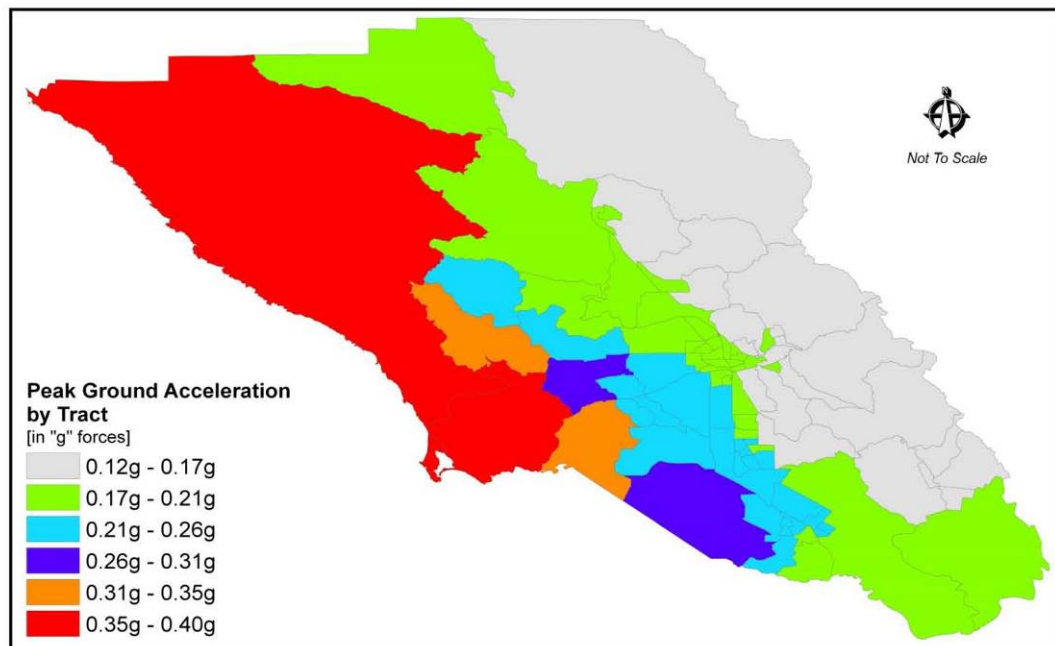 Not To Scale
Peak Ground Acceleration
by Tract
[in "g" forces]
0.12g - 0.17g
0.17g - 0.21g
0.21g - 0.26g
0.26g - 0.31g
0.31g - 0.35g
0.35g - 0.40g